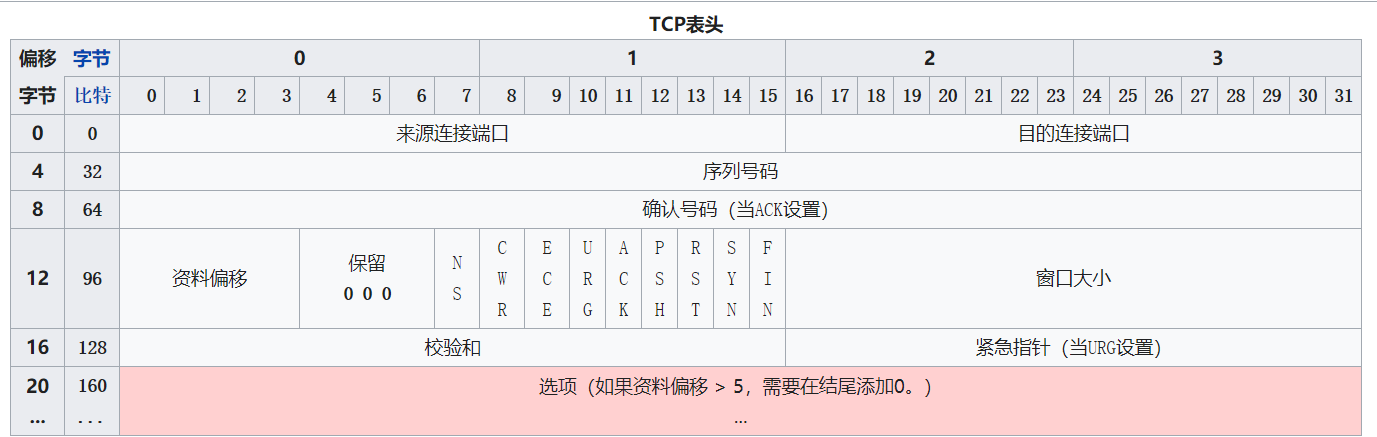 TCP表头
偏移 字节 0 1 2 3
字节 比特 0 1 2 3 4 5 6 7 8 9 10 11 12 13 14 15 16 17 18 19 20 21 22 23 24 25 26 27 28 29 30 31
0 0 来源连接端口 目的连接端口
4 32 序列号码
8 64 确认号码（当ACK设置）
12 96 资料偏移 保留 0 0 0 NS CWR ECE URG ACK PSH RST SYN FIN 窗口大小
16 128 校验和 紧急指针（当URG设置）
20 160 选项（如果资料偏移 > 5，需要在结尾添加0。）
... ... ...